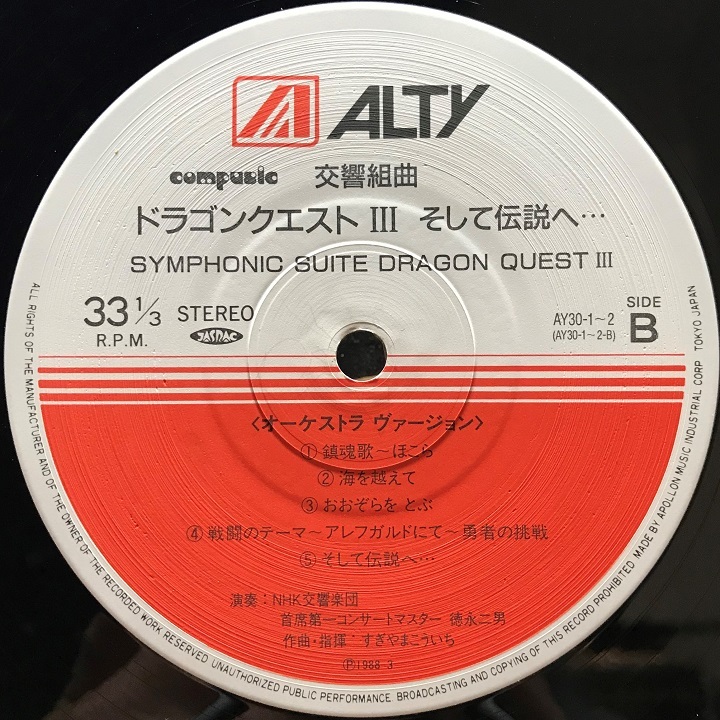 ALTY
compusic 交響組曲
ドラゴンクエスト III そして伝説へ…
SYMPHONIC SUITE DRAGON QUEST III
33 1/3 STEREO
R.P.M. JASRAC
AY30-1~2
(AY30-1~2-B)
SIDE
B
〈オーケストラ ヴァージョン〉
① 鎮魂歌~ほこら
② 海を越えて
③ おおぞらを とぶ
④ 戦闘のテーマ~アレフガルドにて~勇者の挑戦
⑤ そして伝説へ…
演奏:NHK交響楽団
首席第一コンサートマスター 徳永二男
作曲・指揮:すぎやまこういち
Ⓟ1988·3
ALL RIGHTS OF THE MANUFACTURER AND OF THE OWNER OF THE RECORDED WORK RESERVED UNAUTHORIZED PUBLIC PERFORMANCE. BROADCASTING AND COPYING OF THIS RECORD PROHIBITED. MADE BY APOLLON MUSIC INDUSTRIAL CORP. TOKYO JAPAN